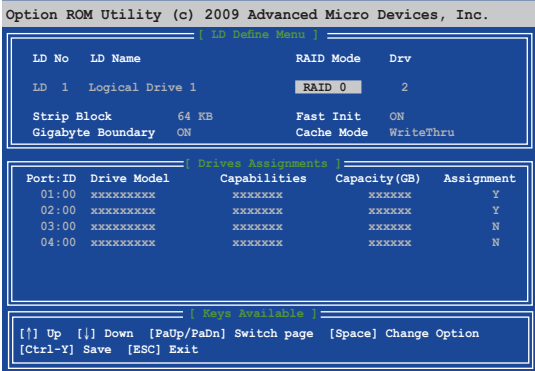 Option ROM Utility (c) 2009 Advanced Micro Devices, Inc.
[ LD Define Menu ]
LD No LD Name RAID Mode Drv
LD 1 Logical Drive 1 RAID 0 2
Strip Block 64 KB Fast Init ON
Gigabyte Boundary ON Cache Mode WriteThru
[ Drives Assignments ]
Port:ID Drive Model Capabilities Capacity(GB) Assignment
01:00 xxxxxxxxx xxxxxxx xxxxxx Y
02:00 xxxxxxxxx xxxxxxx xxxxxx Y
03:00 xxxxxxxxx xxxxxxx xxxxxx N
04:00 xxxxxxxxx xxxxxxx xxxxxx N
[ Keys Available ]
[↑] Up [↓] Down [PaUp/PaDn] Switch page [Space] Change Option
[Ctrl-Y] Save [ESC] Exit